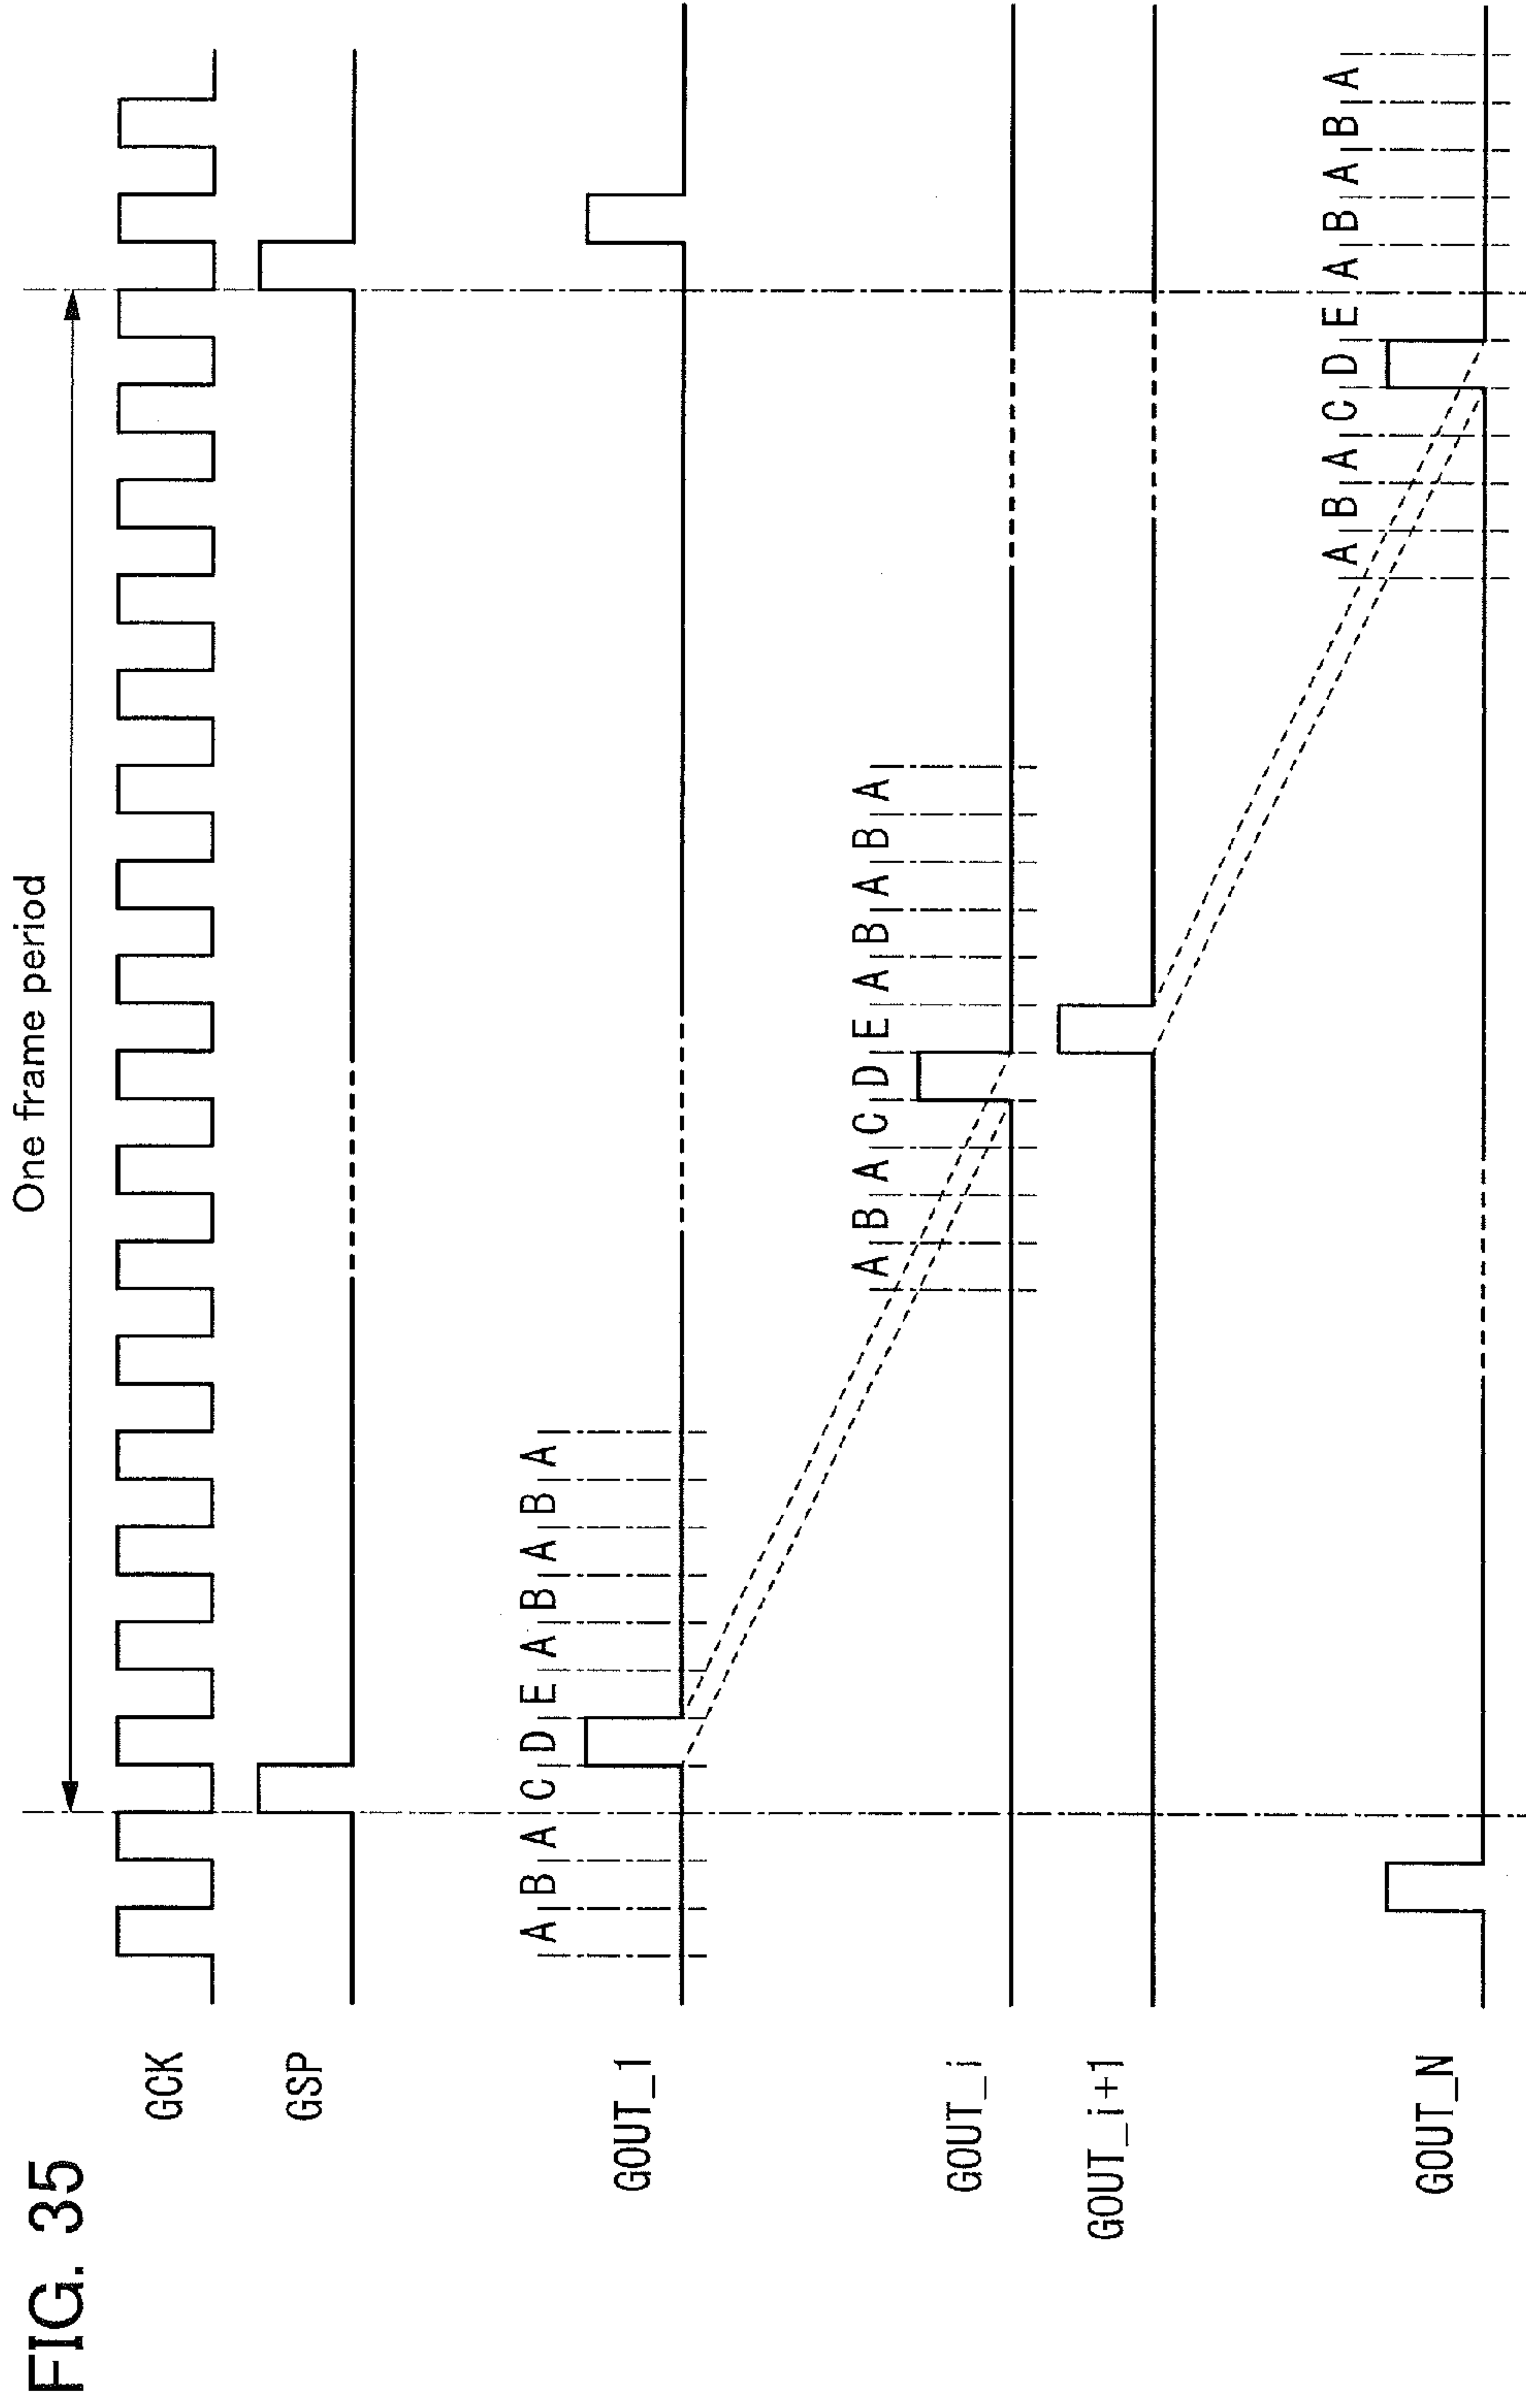 FIG. 35
One frame period
GCK
GSP
GOUT_1
A B A C D E A B A B A
GOUT_i
A B A C D E A B A B A
GOUT_i+1
GOUT_N
A B A C D E A B A B A